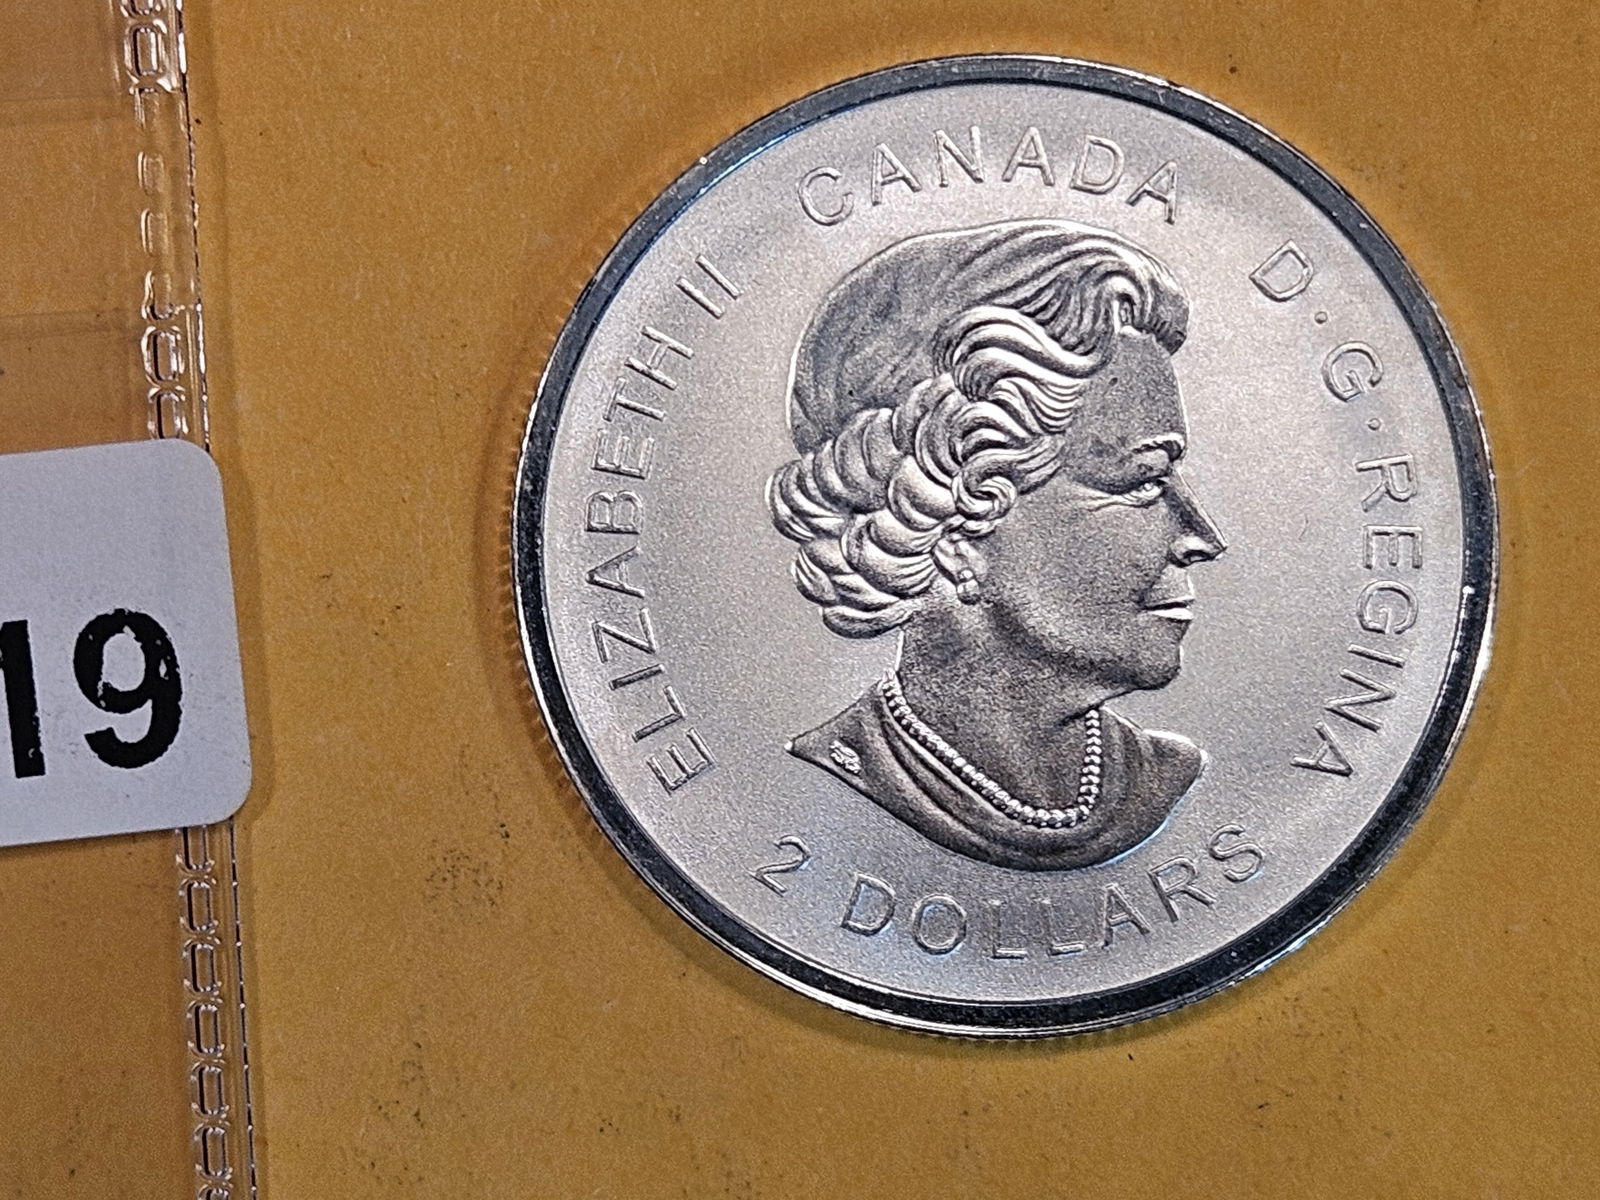 19
ELIZABETH II CANADA D·G·REGINA
2 DOLLARS